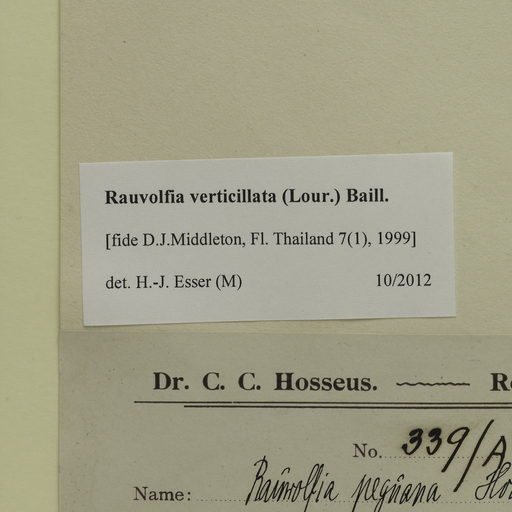 Rauvolfia verticillata (Lour.) Baill.
[fide D.J.Middleton, Fl. Thailand 7(1), 1999]
det. H.-J. Esser (M) 10/2012
Dr. C. C. Hosseus.
No. 339/A
Name: Rauwolfia peguana